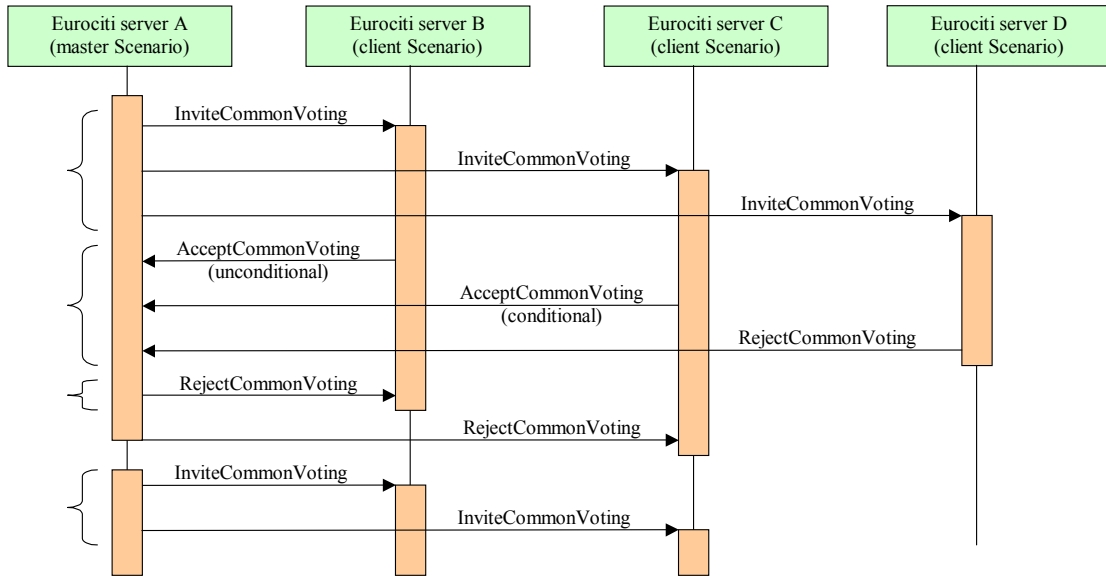 Eurociti server A
(master Scenario)
Eurociti server B
(client Scenario)
Eurociti server C
(client Scenario)
Eurociti server D
(client Scenario)
InviteCommonVoting
InviteCommonVoting
InviteCommonVoting
AcceptCommonVoting
(unconditional)
AcceptCommonVoting
(conditional)
RejectCommonVoting
RejectCommonVoting
RejectCommonVoting
InviteCommonVoting
InviteCommonVoting